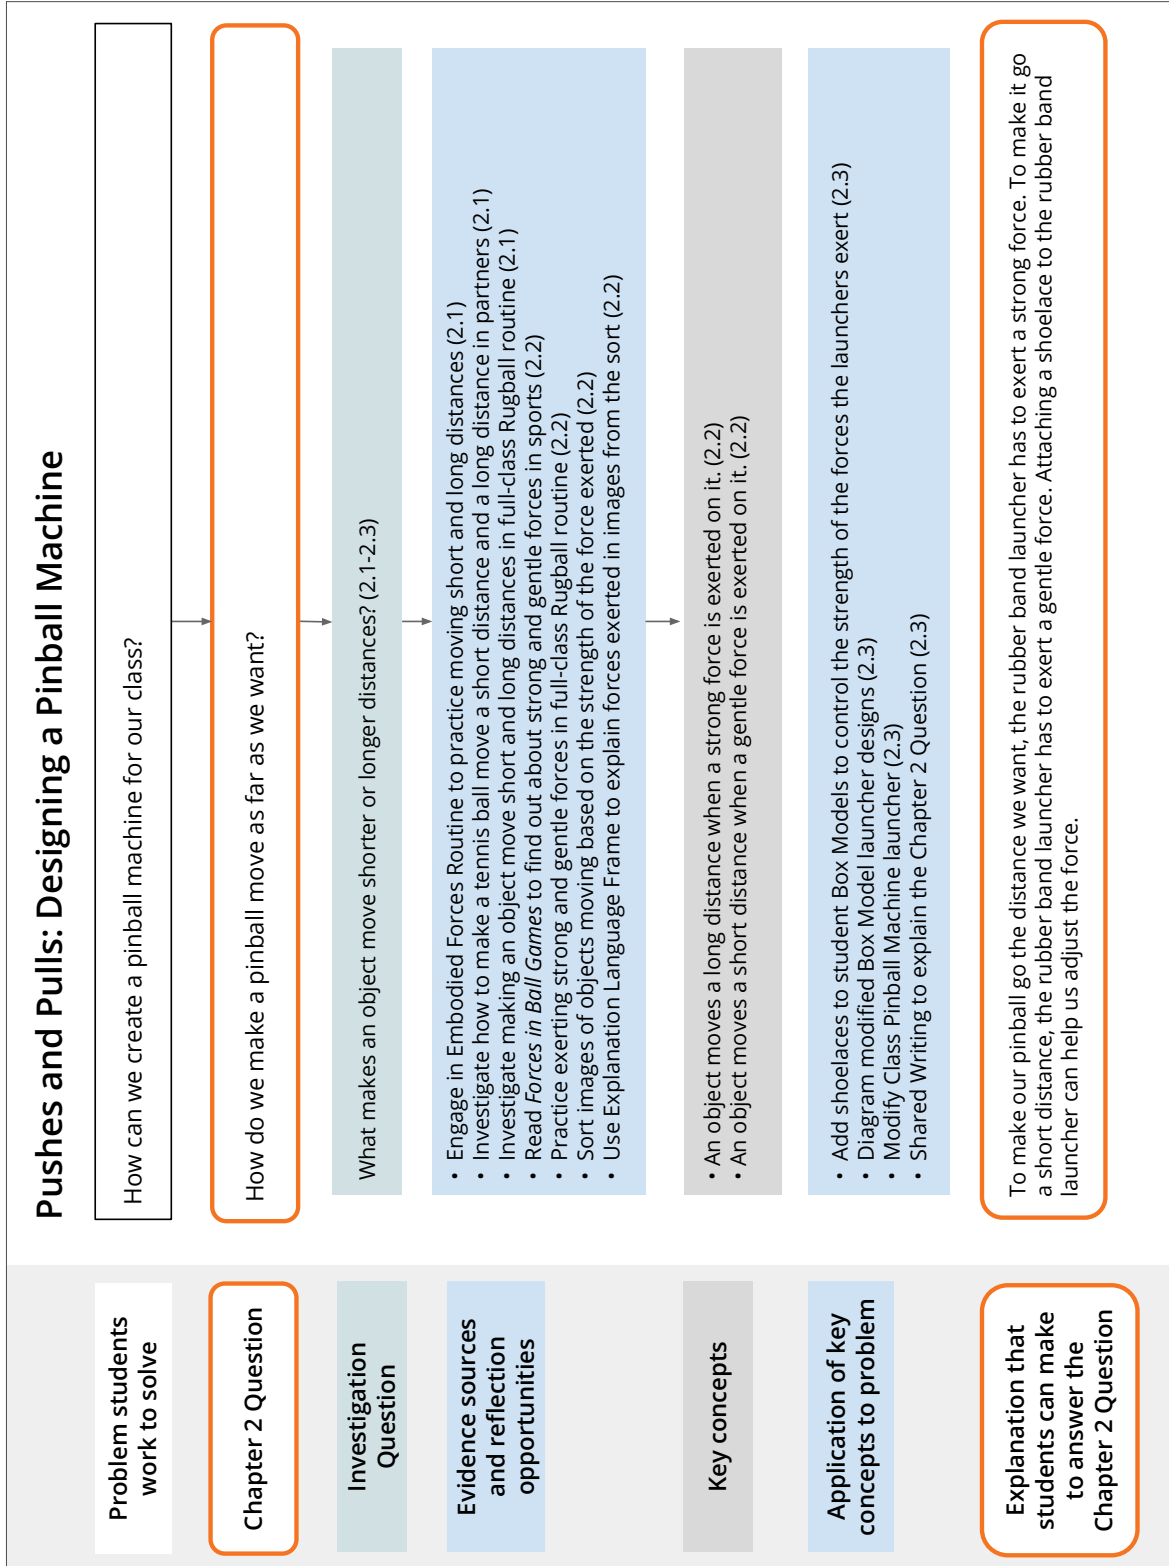 Pushes and Pulls: Designing a Pinball Machine
Problem students
work to solve
How can we create a pinball machine for our class?
Chapter 2 Question
How do we make a pinball move as far as we want?
Investigation
Question
What makes an object move shorter or longer distances? (2.1-2.3)
Evidence sources
and reflection
opportunities
• Engage in Embodied Forces Routine to practice moving short and long distances (2.1)
• Investigate how to make a tennis ball move a short distance and a long distance in partners (2.1)
• Investigate making an object move short and long distances in full-class Rugball routine (2.1)
• Read Forces in Ball Games to find out about strong and gentle forces in sports (2.2)
• Practice exerting strong and gentle forces in full-class Rugball routine (2.2)
• Sort images of objects moving based on the strength of the force exerted (2.2)
• Use Explanation Language Frame to explain forces exerted in images from the sort (2.2)
Key concepts
• An object moves a long distance when a strong force is exerted on it. (2.2)
• An object moves a short distance when a gentle force is exerted on it. (2.2)
Application of key
concepts to problem
• Add shoelaces to student Box Models to control the strength of the forces the launchers exert (2.3)
• Diagram modified Box Model launcher designs (2.3)
• Modify Class Pinball Machine launcher (2.3)
• Shared Writing to explain the Chapter 2 Question (2.3)
Explanation that
students can make
to answer the
Chapter 2 Question
To make our pinball go the distance we want, the rubber band launcher has to exert a strong force. To make it go
a short distance, the rubber band launcher has to exert a gentle force. Attaching a shoelace to the rubber band
launcher can help us adjust the force.